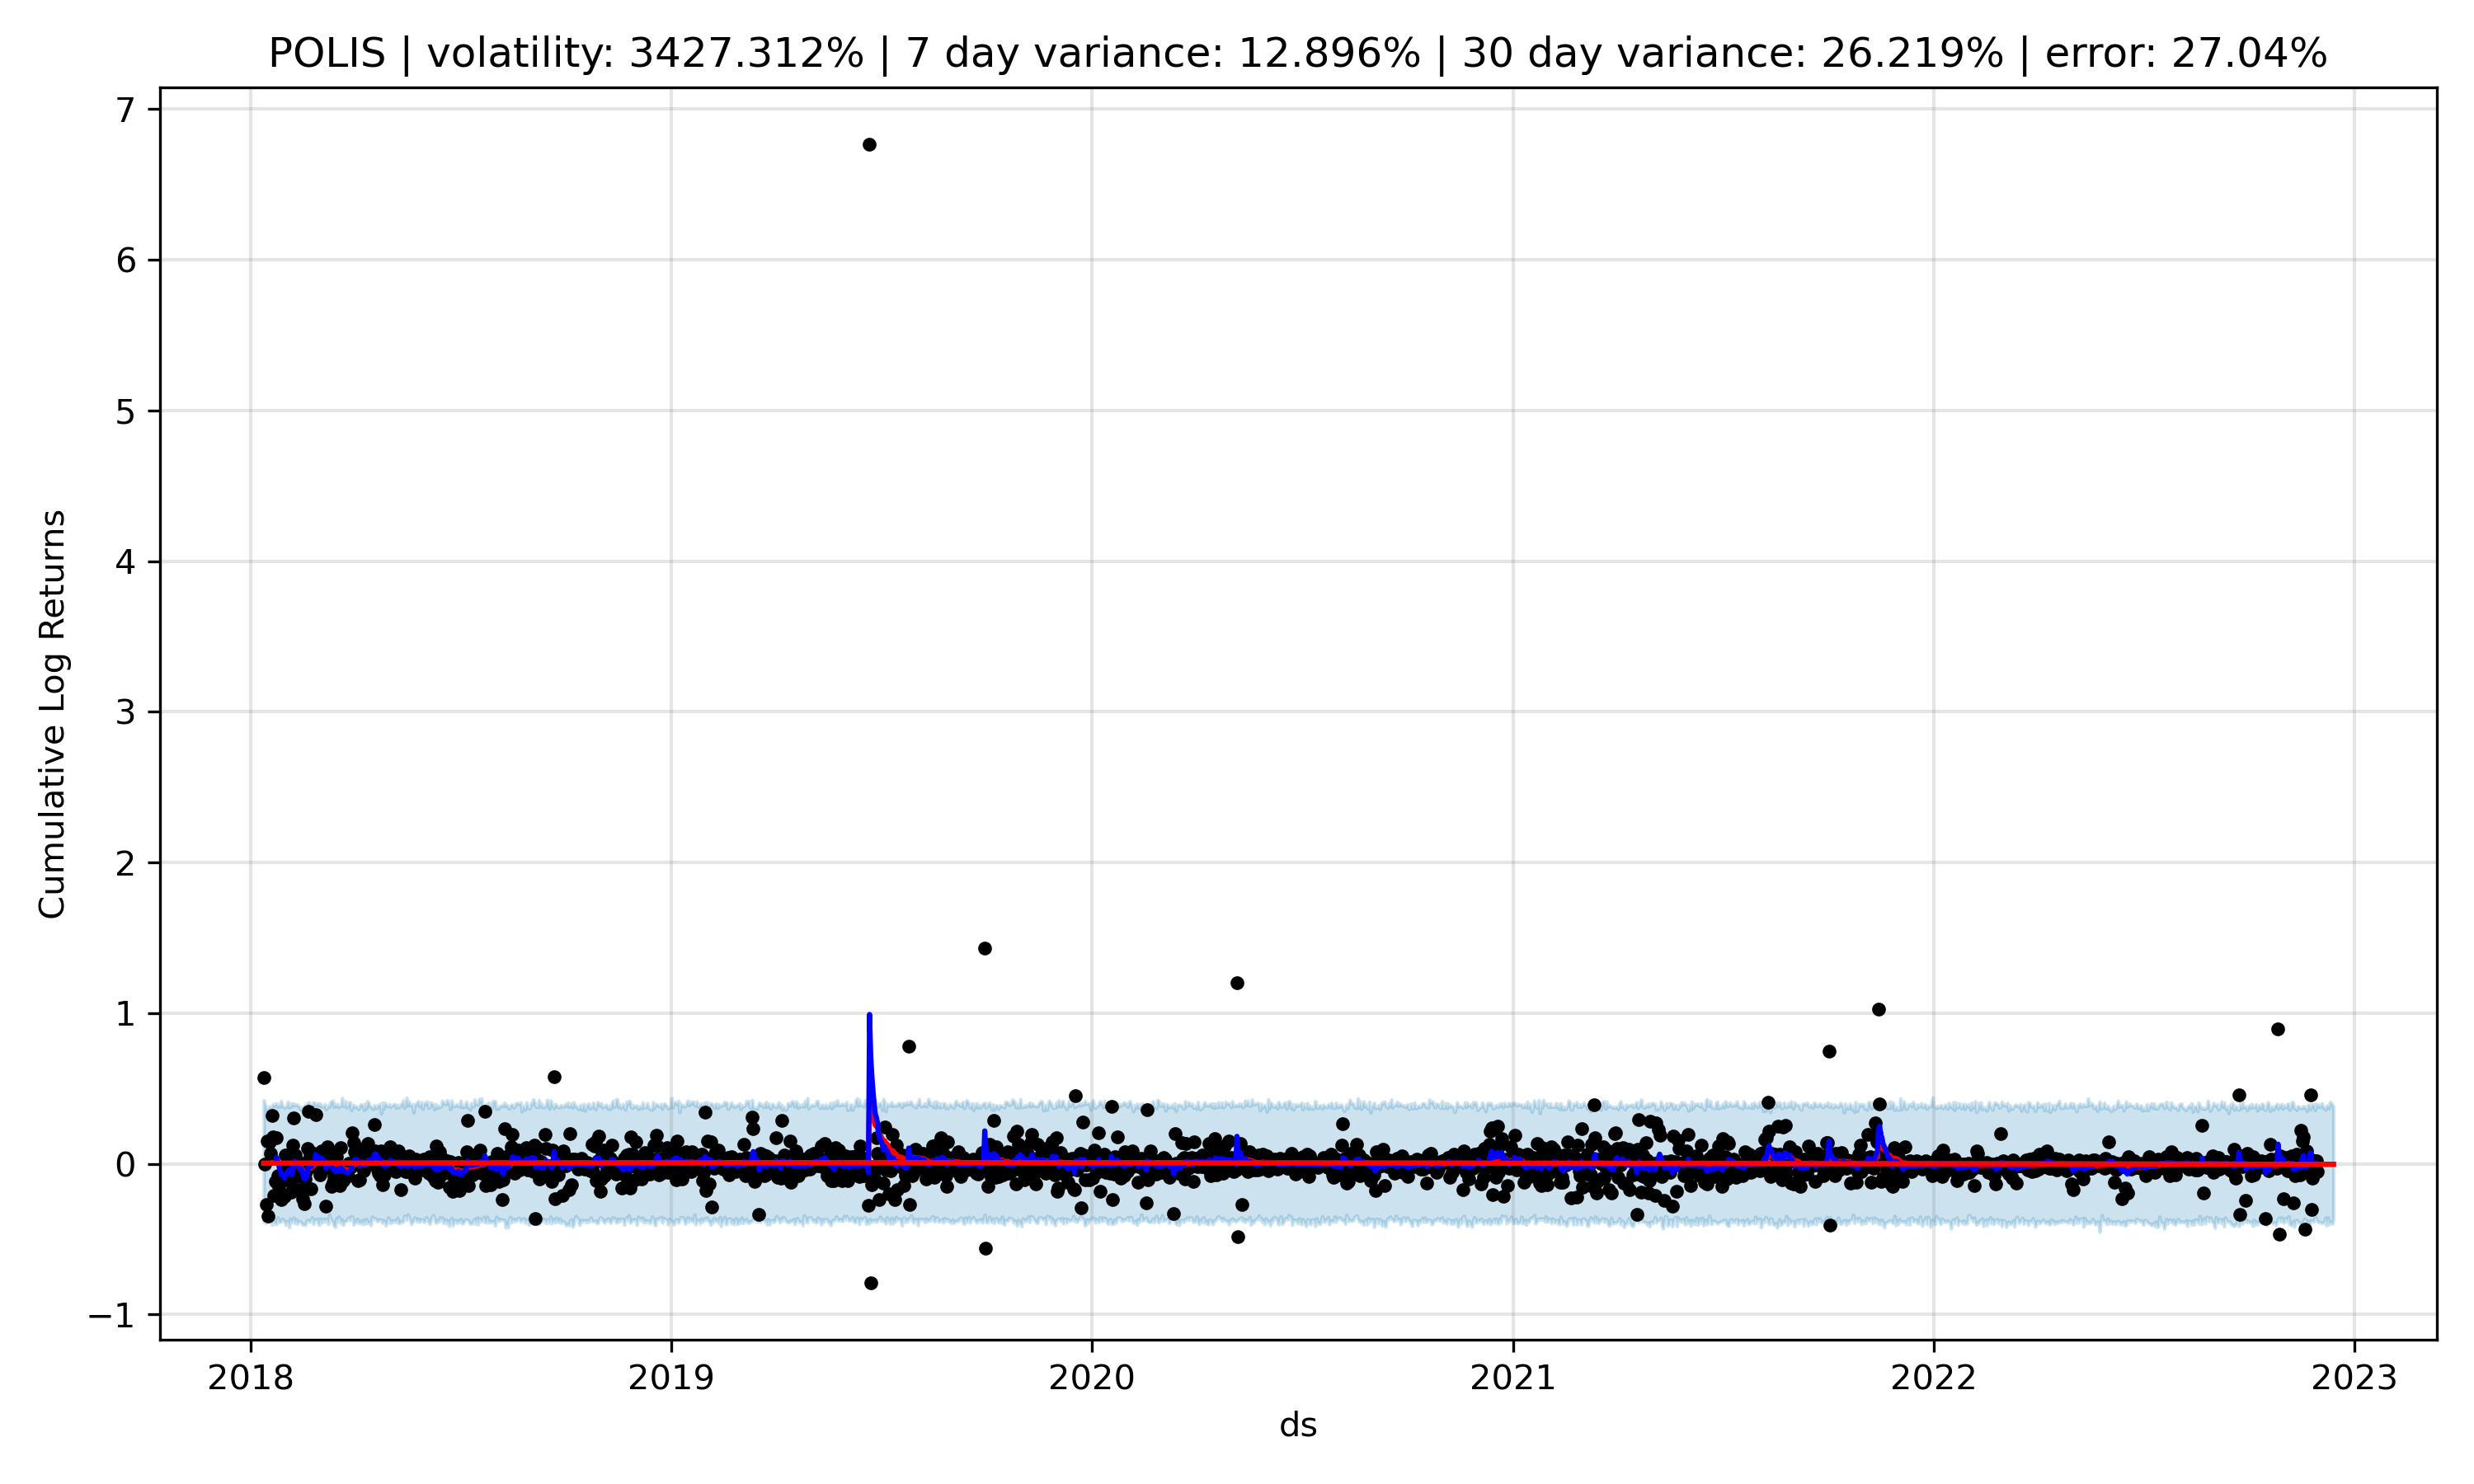 POLIS | volatility: 3427.312% | 7 day variance: 12.896% | 30 day variance: 26.219% | error: 27.04%
7
6
5
4
3
2
1
0
−1
Cumulative Log Returns
2018 2019 2020 2021 2022 2023
ds